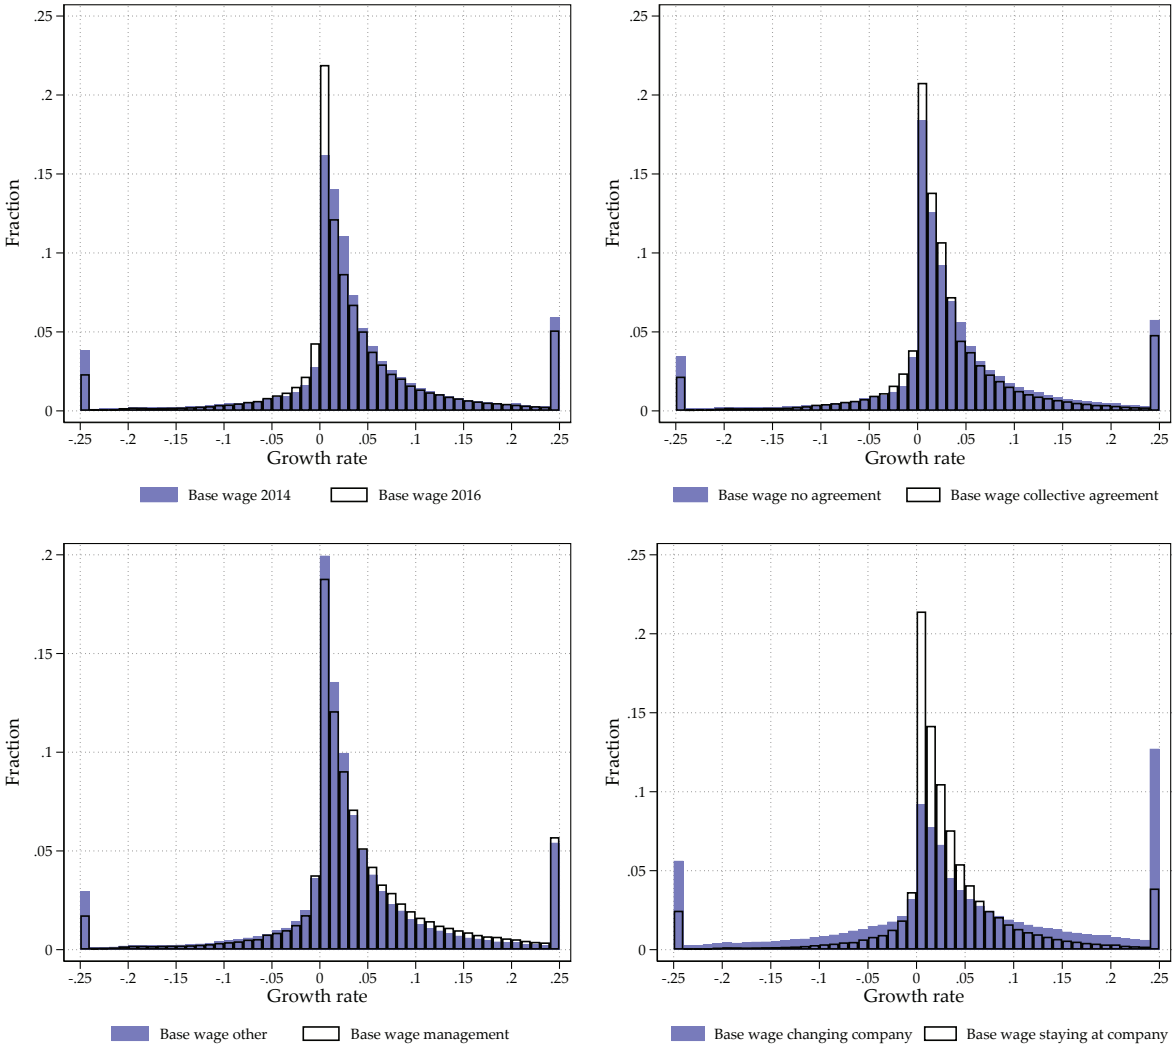 .25
.2
.15
.1
.05
0
Fraction
-.25 -.2 -.15 -.1 -.05 0 .05 .1 .15 .2 .25
Growth rate
Base wage 2014 Base wage 2016
.25
.2
.15
.1
.05
0
Fraction
-.25 -.2 -.15 -.1 -.05 0 .05 .1 .15 .2 .25
Growth rate
Base wage no agreement Base wage collective agreement
.2
.15
.1
.05
0
Fraction
-.25 -.2 -.15 -.1 -.05 0 .05 .1 .15 .2 .25
Growth rate
Base wage other Base wage management
.25
.2
.15
.1
.05
0
Fraction
-.25 -.2 -.15 -.1 -.05 0 .05 .1 .15 .2 .25
Growth rate
Base wage changing company Base wage staying at company